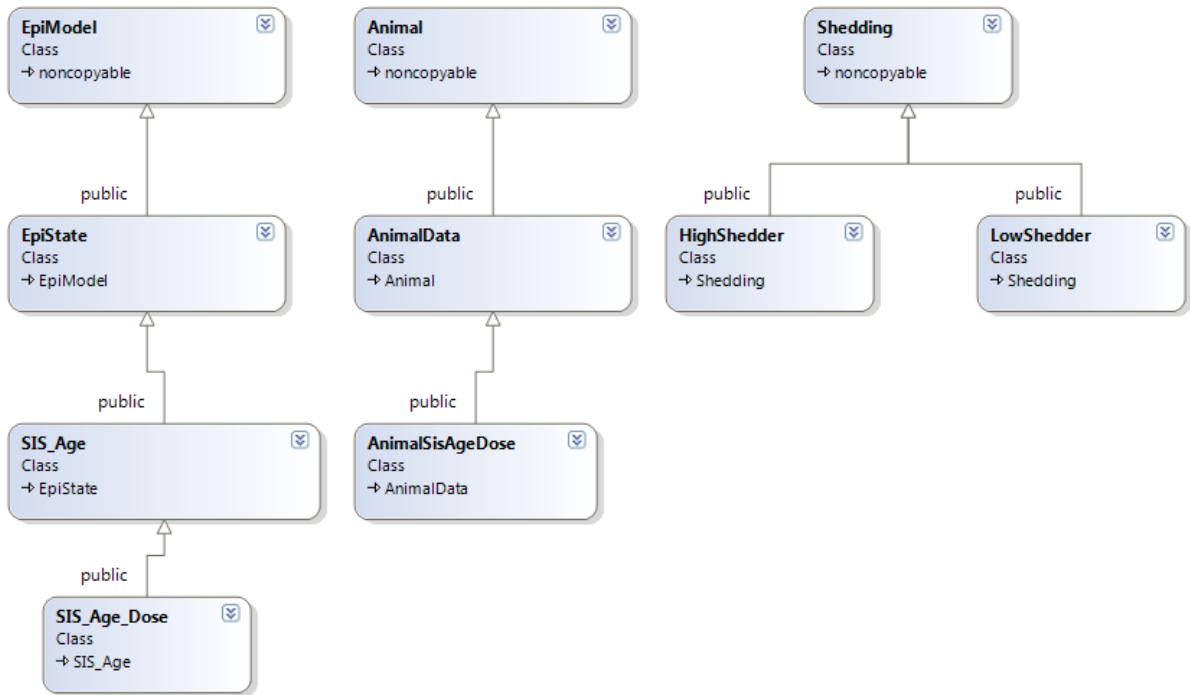 EpiModel
Class
noncopyable
Animal
Class
noncopyable
Shedding
Class
noncopyable
public
public
public
public
EpiState
Class
EpiModel
AnimalData
Class
Animal
HighShedder
Class
Shedding
LowShedder
Class
Shedding
public
public
SIS_Age
Class
EpiState
AnimalSisAgeDose
Class
AnimalData
public
SIS_Age_Dose
Class
SIS_Age